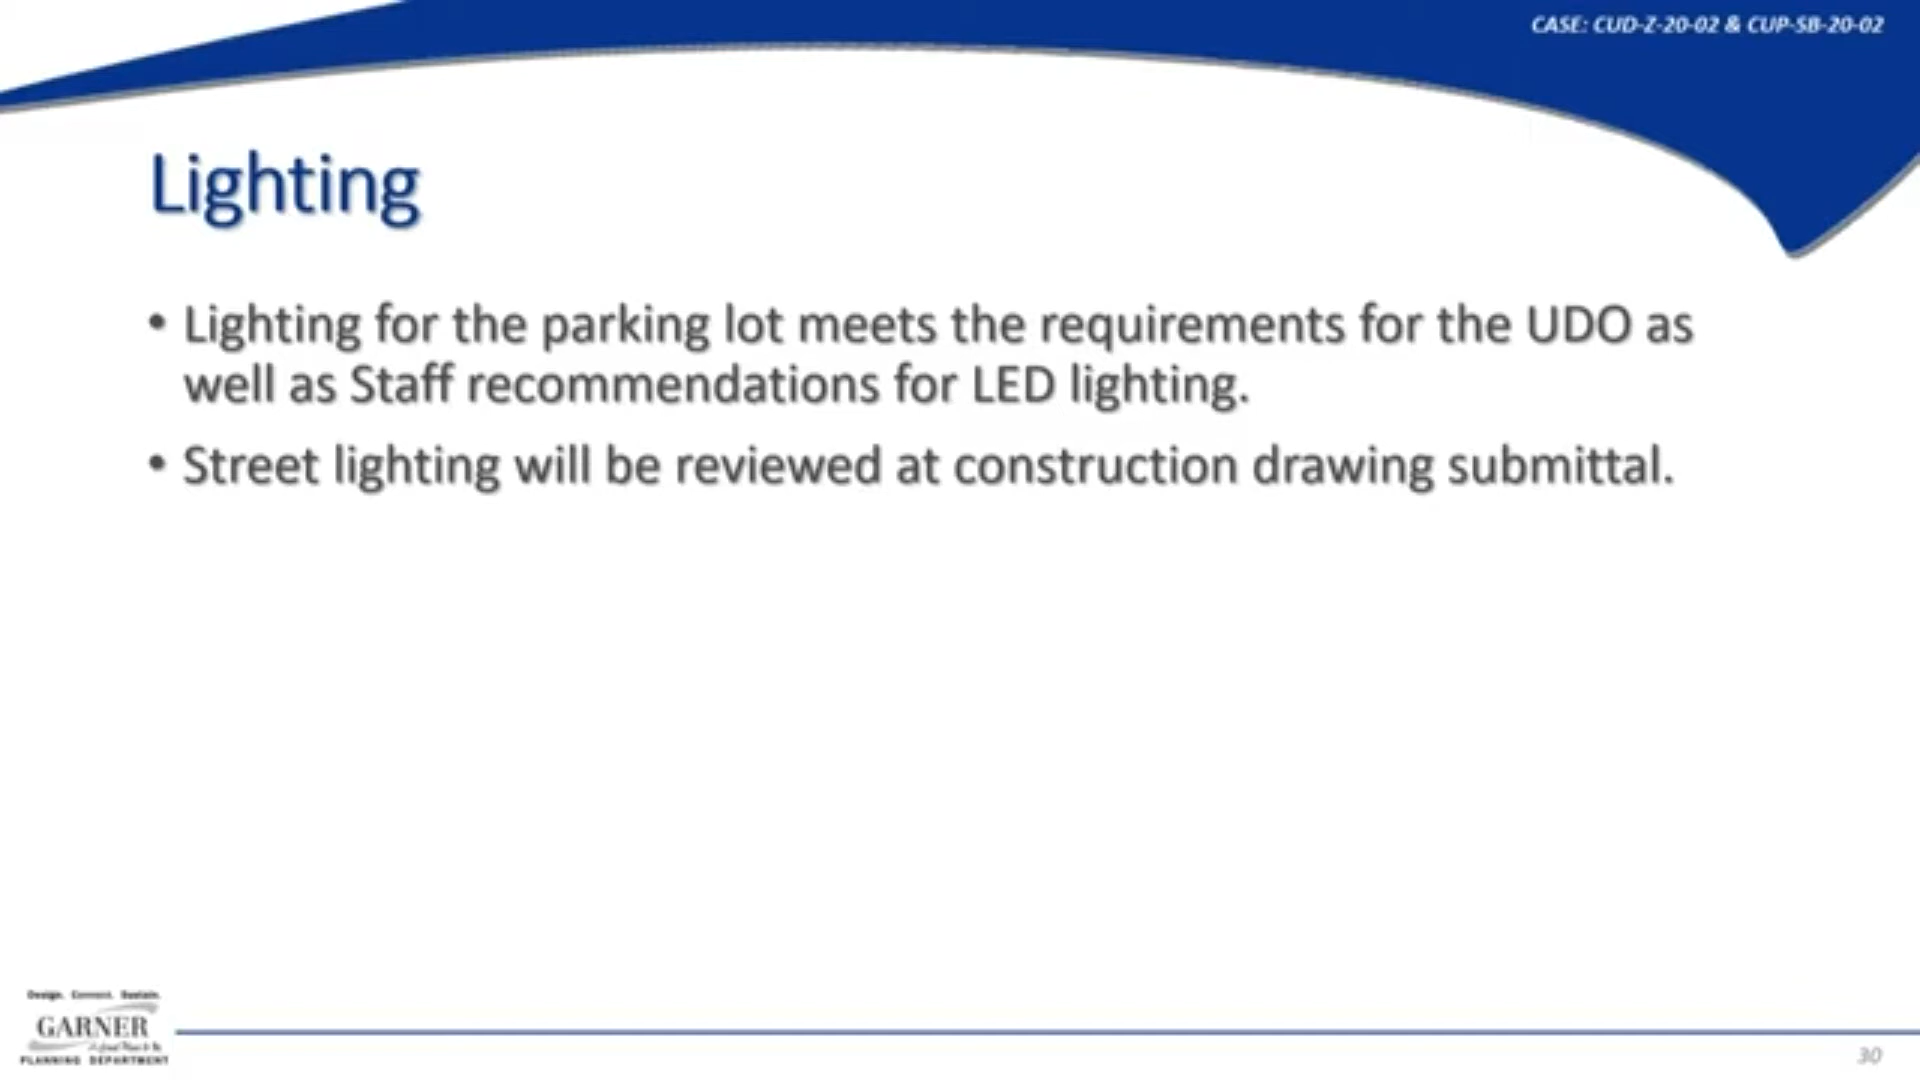 CASE: CUD-Z-20-02 & CUP-SB-20-02
Lighting
• Lighting for the parking lot meets the requirements for the UDO as
well as Staff recommendations for LED lighting.
• Street lighting will be reviewed at construction drawing submittal.
Design. Connect. Sustain.
GARNER
PLANNING DEPARTMENT
30